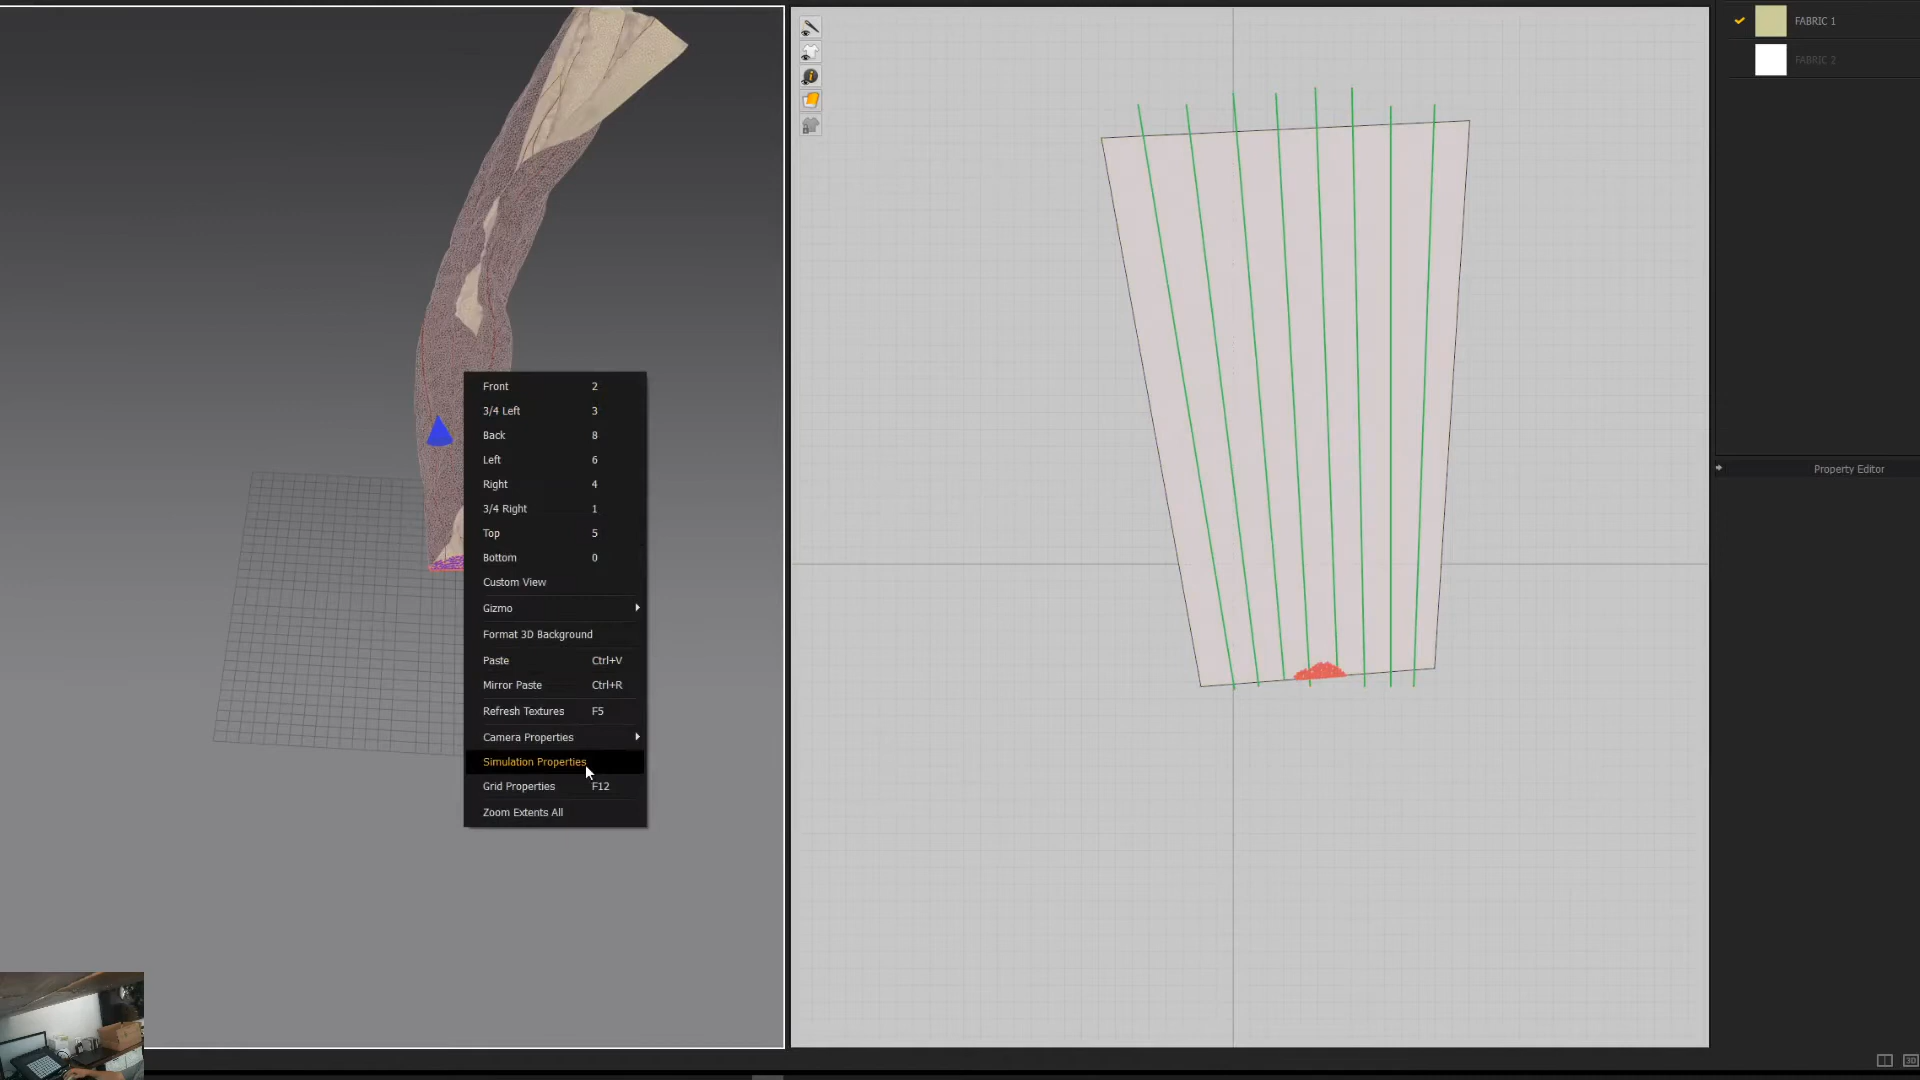 FABRIC 1
FABRIC 2
Front 2
3/4 Left 3
Back 8
Left 6
Right 4
3/4 Right 1
Top 5
Bottom 0
Custom View
Gizmo
Format 3D Background
Paste Ctrl+V
Mirror Paste Ctrl+R
Refresh Textures F5
Camera Properties
Simulation Properties
Grid Properties F12
Zoom Extents All
Property Editor
3D